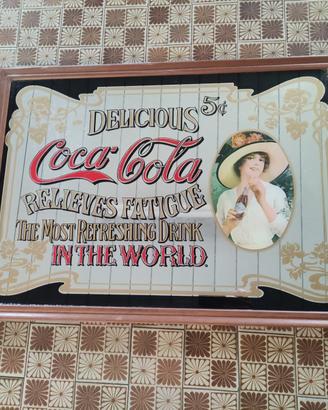 DELICIOUS 5¢
Coca-Cola
RELIEVES FATIGUE
THE MOST REFRESHING DRINK
IN THE WORLD.